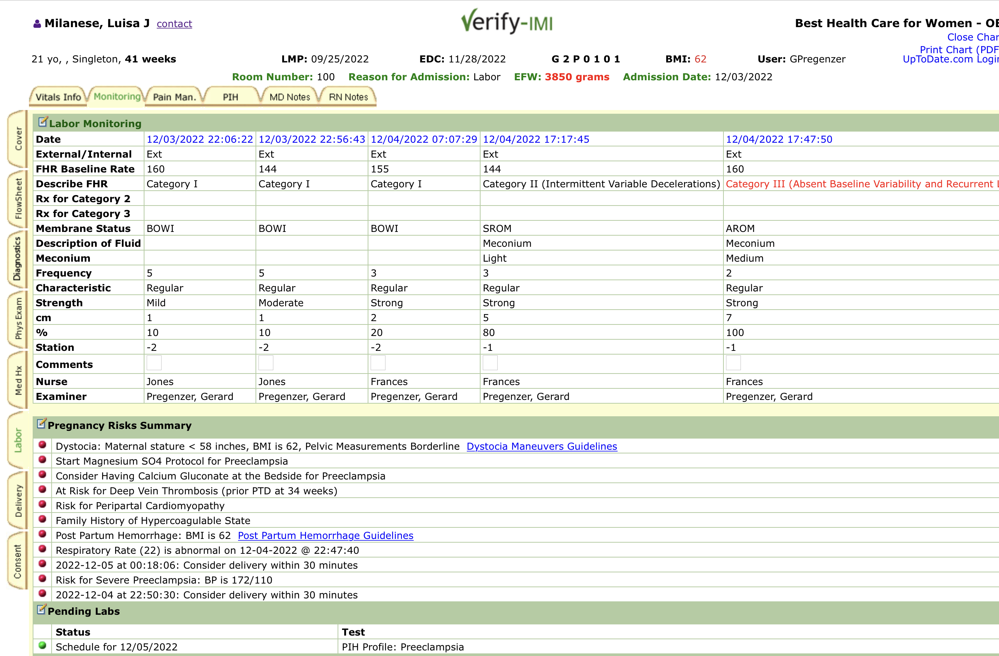 Milanese, Luisa J contact
Verify-IMI
Best Health Care for Women - OB
Close Char
Print Chart (PDF
21 yo, , Singleton, 41 weeks LMP: 09/25/2022 EDC: 11/28/2022 G 2 P 0 1 0 1 BMI: 62 User: GPregenzer UpToDate.com Login
Room Number: 100 Reason for Admission: Labor EFW: 3850 grams Admission Date: 12/03/2022
Vitals Info Monitoring Pain Man. PIH MD Notes RN Notes
Cover
FlowSheet
Diagnostics
Phys Exam
Med Hx
Labor
Delivery
Consent
Labor Monitoring
Date 12/03/2022 22:06:22 12/03/2022 22:56:43 12/04/2022 07:07:29 12/04/2022 17:17:45 12/04/2022 17:47:50
External/Internal Ext Ext Ext Ext Ext
FHR Baseline Rate 160 144 155 144 160
Describe FHR Category I Category I Category I Category II (Intermittent Variable Decelerations) Category III (Absent Baseline Variability and Recurrent
Rx for Category 2
Rx for Category 3
Membrane Status BOWI BOWI BOWI SROM AROM
Description of Fluid Meconium Meconium
Meconium Light Medium
Frequency 5 5 3 3 2
Characteristic Regular Regular Regular Regular Regular
Strength Mild Moderate Strong Strong Strong
cm 1 1 2 5 7
% 10 10 20 80 100
Station -2 -2 -2 -1 -1
Comments
Nurse Jones Jones Frances Frances Frances
Examiner Pregenzer, Gerard Pregenzer, Gerard Pregenzer, Gerard Pregenzer, Gerard Pregenzer, Gerard
Pregnancy Risks Summary
Dystocia: Maternal stature < 58 inches, BMI is 62, Pelvic Measurements Borderline Dystocia Maneuvers Guidelines
Start Magnesium SO4 Protocol for Preeclampsia
Consider Having Calcium Gluconate at the Bedside for Preeclampsia
At Risk for Deep Vein Thrombosis (prior PTD at 34 weeks)
Risk for Peripartal Cardiomyopathy
Family History of Hypercoagulable State
Post Partum Hemorrhage: BMI is 62 Post Partum Hemorrhage Guidelines
Respiratory Rate (22) is abnormal on 12-04-2022 @ 22:47:40
2022-12-05 at 00:18:06: Consider delivery within 30 minutes
Risk for Severe Preeclampsia: BP is 172/110
2022-12-04 at 22:50:30: Consider delivery within 30 minutes
Pending Labs
Status Test
Schedule for 12/05/2022 PIH Profile: Preeclampsia